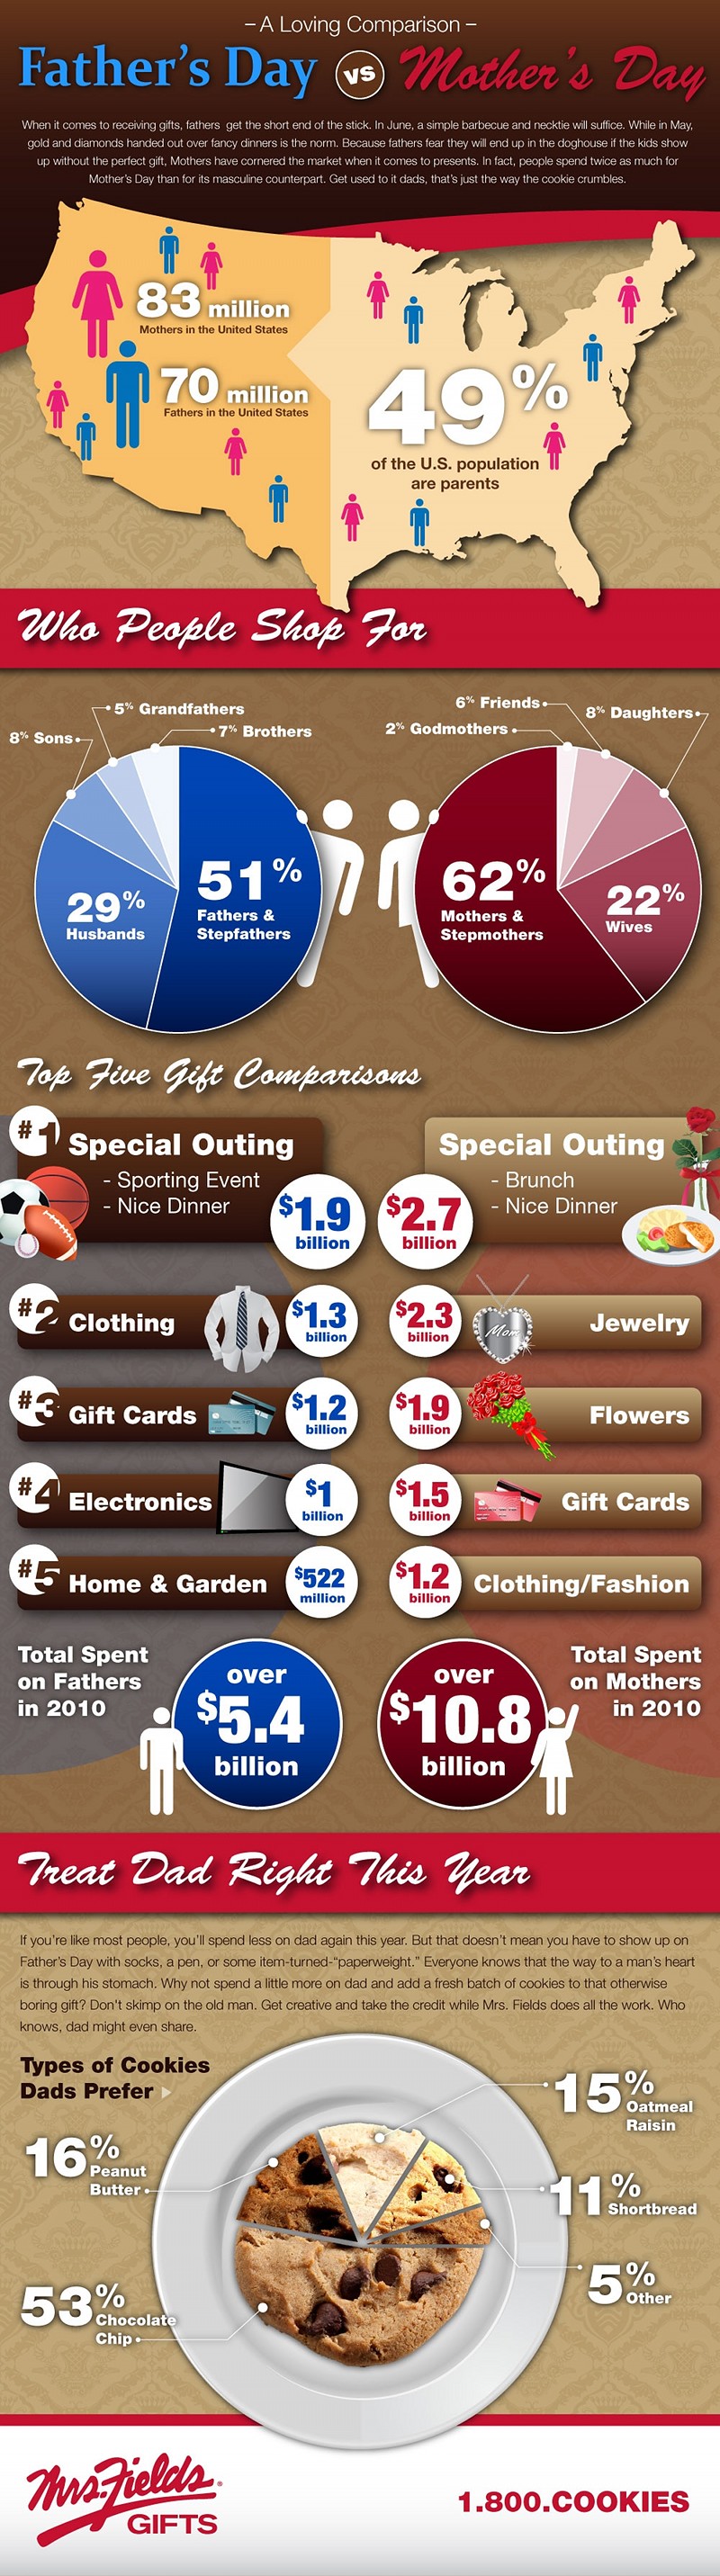 – A Loving Comparison –
Father's Day vs Mother's Day
When it comes to receiving gifts, fathers get the short end of the stick. In June, a simple barbecue and necktie will suffice. While in May,
gold and diamonds handed out over fancy dinners is the norm. Because fathers fear they will end up in the doghouse if the kids show
up without the perfect gift, Mothers have cornered the market when it comes to presents. In fact, people spend twice as much for
Mother's Day than for its masculine counterpart. Get used to it dads, that's just the way the cookie crumbles.
83 million
Mothers in the United States
70 million
Fathers in the United States
49%
of the U.S. population
are parents
Who People Shop For
5% Grandfathers
8% Sons
7% Brothers
51%
Fathers &
Stepfathers
29%
Husbands
6% Friends
8% Daughters
2% Godmothers
62%
Mothers &
Stepmothers
22%
Wives
Top Five Gift Comparisons
#1 Special Outing
- Sporting Event
- Nice Dinner
$1.9
billion
$2.7
billion
Special Outing
- Brunch
- Nice Dinner
#2 Clothing
$1.3
billion
$2.3
billion
Mom
Jewelry
#3 Gift Cards
$1.2
billion
$1.9
billion
Flowers
#4 Electronics
$1
billion
$1.5
billion
Gift Cards
#5 Home & Garden
$522
million
$1.2
billion
Clothing/Fashion
Total Spent
on Fathers
in 2010
over
$5.4
billion
over
$10.8
billion
Total Spent
on Mothers
in 2010
Treat Dad Right This Year
If you're like most people, you'll spend less on dad again this year. But that doesn't mean you have to show up on
Father's Day with socks, a pen, or some item-turned-“paperweight.” Everyone knows that the way to a man's heart
is through his stomach. Why not spend a little more on dad and add a fresh batch of cookies to that otherwise
boring gift? Don't skimp on the old man. Get creative and take the credit while Mrs. Fields does all the work. Who
knows, dad might even share.
Types of Cookies
Dads Prefer
15%
Oatmeal
Raisin
16%
Peanut
Butter
11%
Shortbread
5%
Other
53%
Chocolate
Chip
Mrs. Fields®
GIFTS
1.800.COOKIES